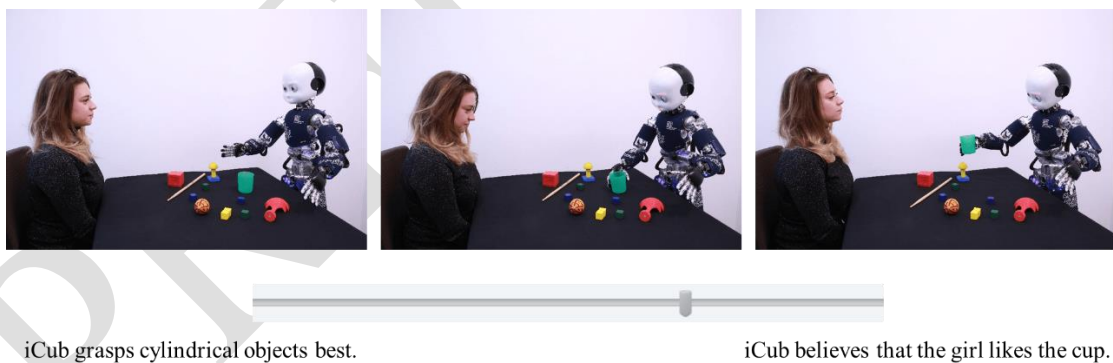 iCub grasps cylindrical objects best.
iCub believes that the girl likes the cup.